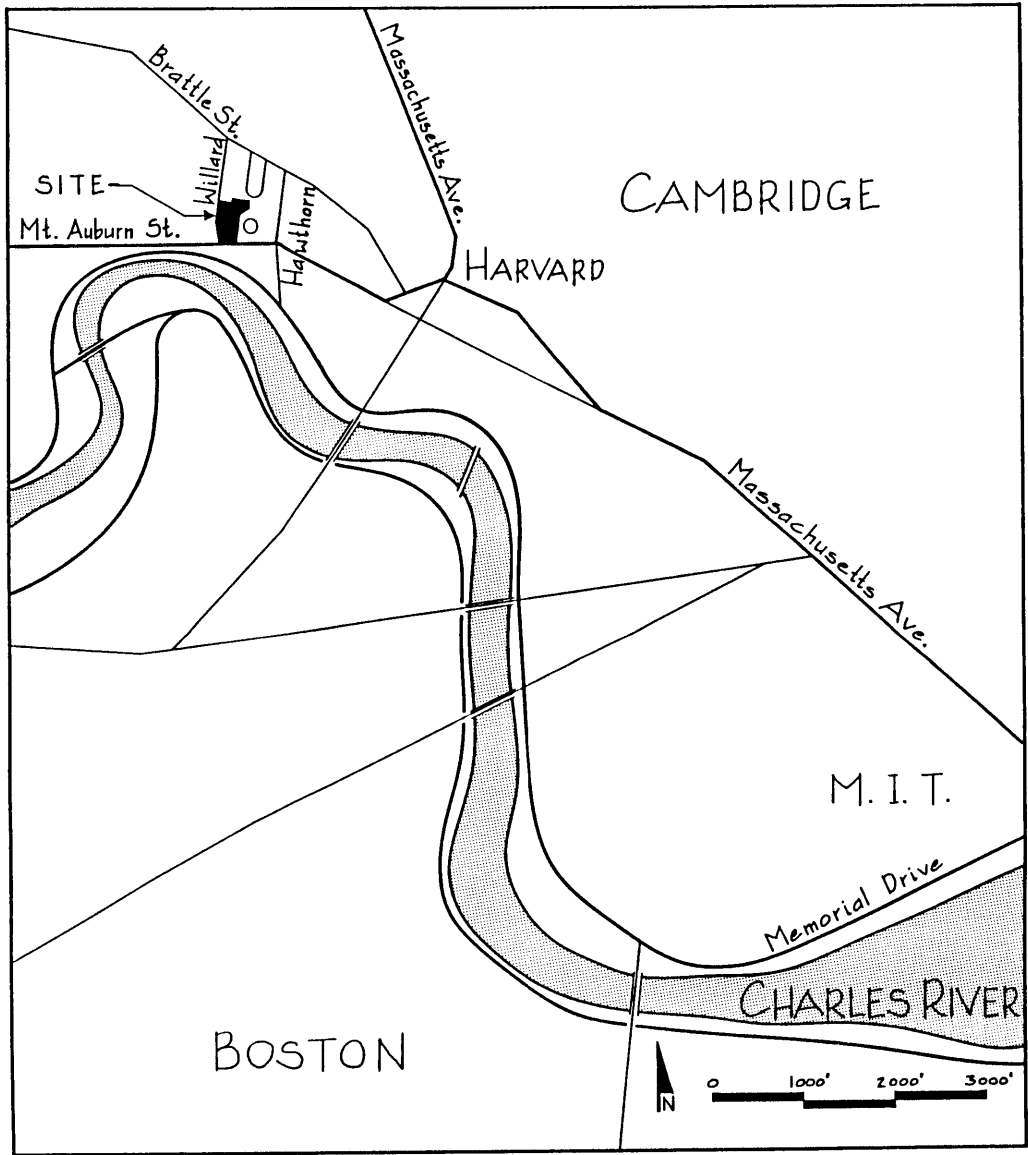 Massachusetts Ave.
Brattle St.
Willard
SITE
Hawthorn
CAMBRIDGE
Mt. Auburn St.
HARVARD
Massachusetts Ave.
M. I. T.
Memorial Drive
CHARLES RIVER
BOSTON
N
0 1000' 2000' 3000'